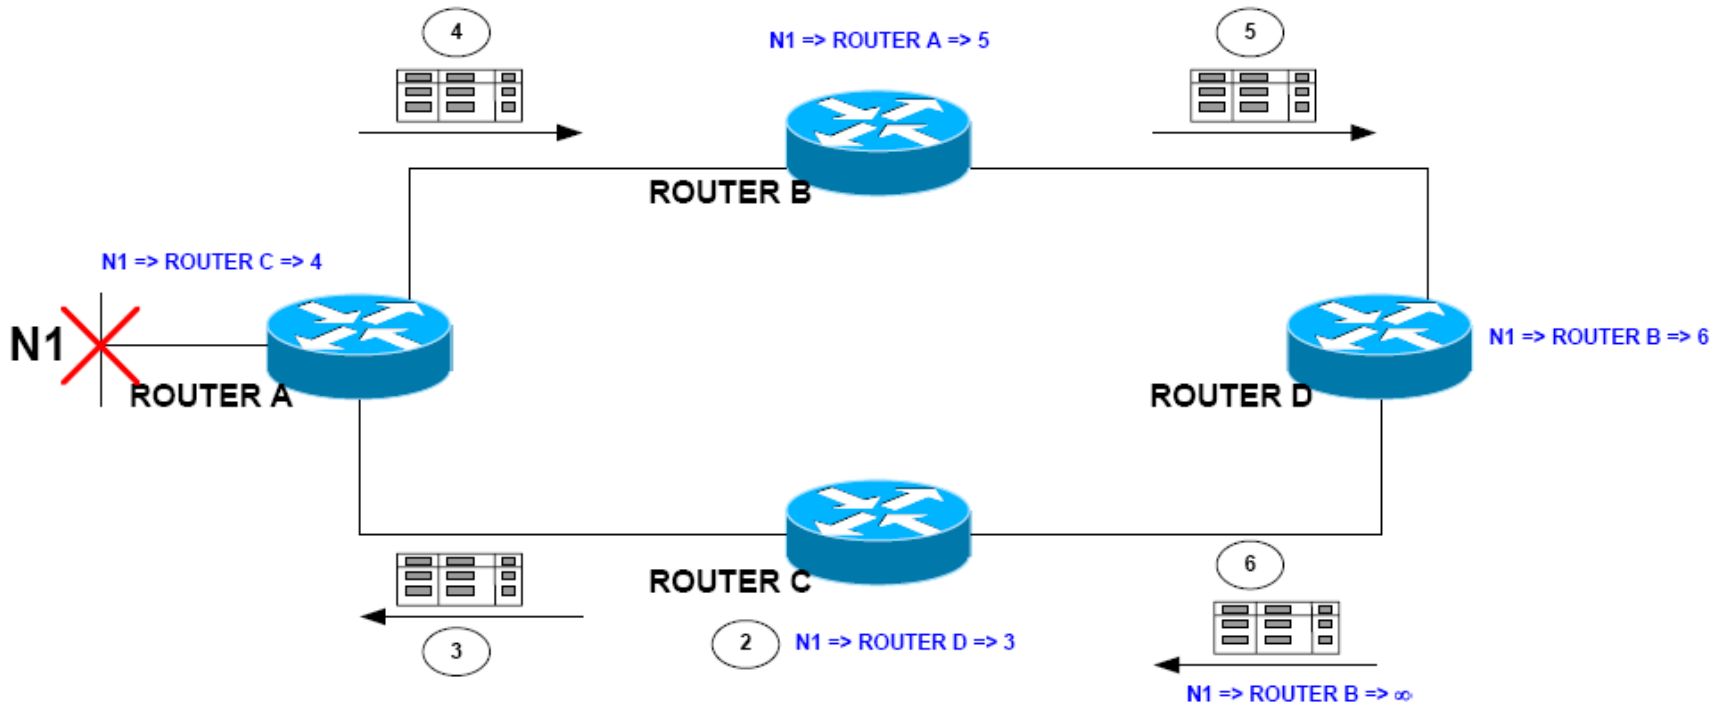 4
5
N1 => ROUTER A => 5
ROUTER B
N1 => ROUTER C => 4
N1
ROUTER A
N1 => ROUTER B => 6
ROUTER D
ROUTER C
3
2
N1 => ROUTER D => 3
6
N1 => ROUTER B => ∞